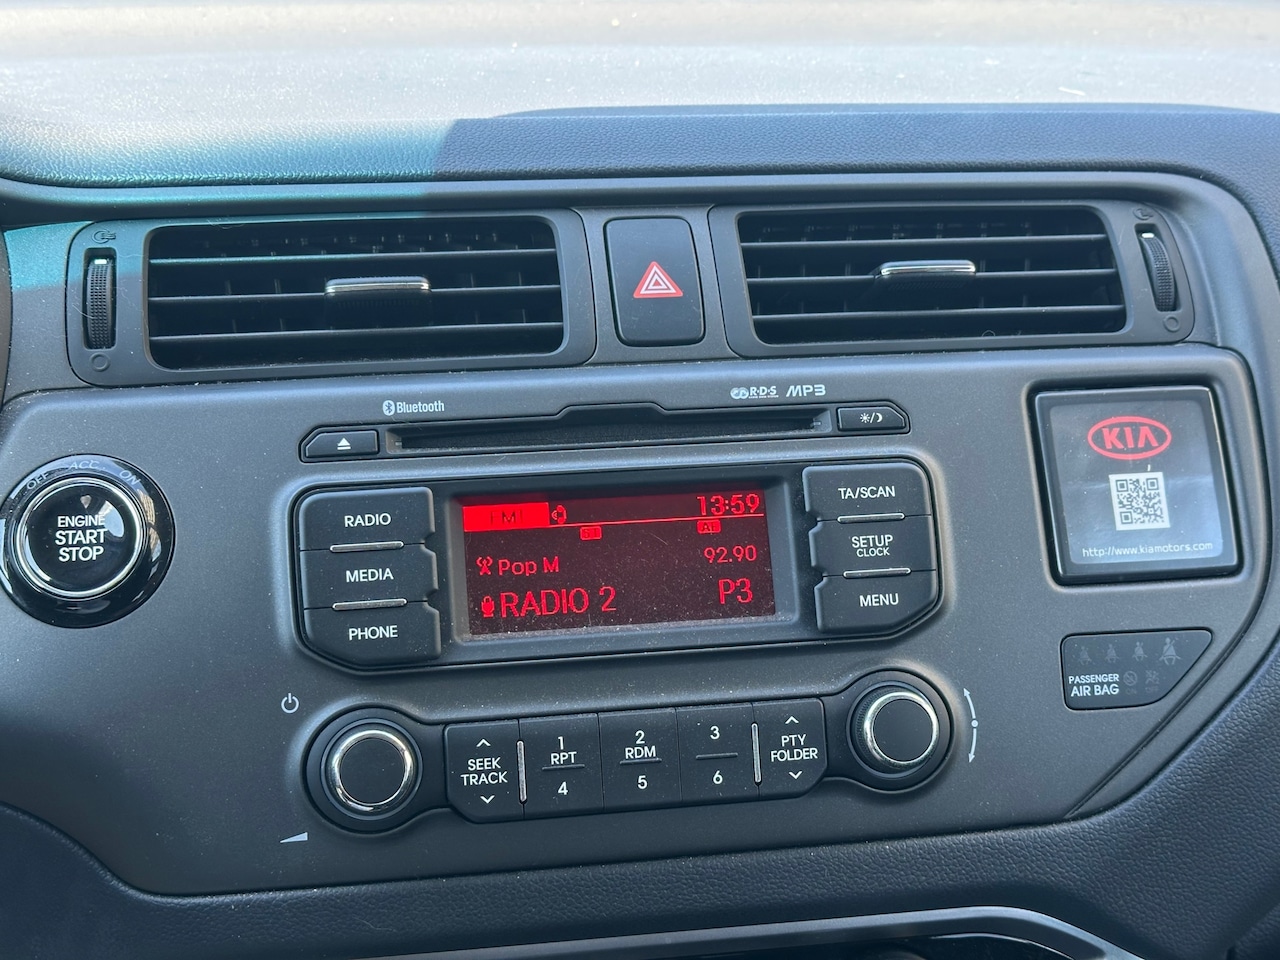 Bluetooth
R·D·S MP3
OFF ACC ON
ENGINE
START
STOP
RADIO
MEDIA
PHONE
FM1
13:59
ST
AF
Pop M
92.90
RADIO 2
P3
TA/SCAN
SETUP
CLOCK
MENU
KIA
http://www.kiamotors.com
PASSENGER
AIR BAG
SEEK
TRACK
1
RPT
4
2
RDM
5
3
6
PTY
FOLDER